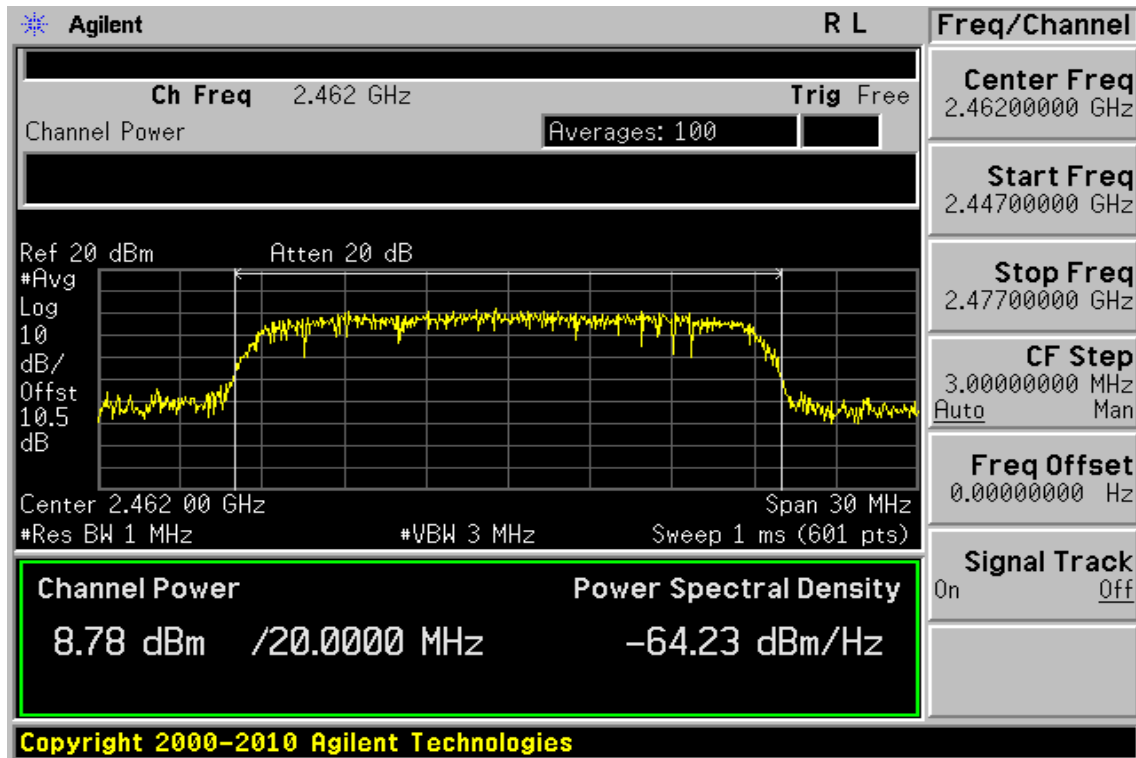 Agilent R L Freq/Channel
Ch Freq 2.462 GHz Trig Free
Channel Power Averages: 100
Center Freq
2.46200000 GHz
Start Freq
2.44700000 GHz
Stop Freq
2.47700000 GHz
CF Step
3.00000000 MHz
Auto Man
Freq Offset
0.00000000 Hz
Signal Track
On Off
Ref 20 dBm Atten 20 dB
#Avg
Log
10
dB/
Offst
10.5
dB
Center 2.462 00 GHz Span 30 MHz
#Res BW 1 MHz #VBW 3 MHz Sweep 1 ms (601 pts)
Channel Power Power Spectral Density
8.78 dBm /20.0000 MHz -64.23 dBm/Hz
Copyright 2000-2010 Agilent Technologies